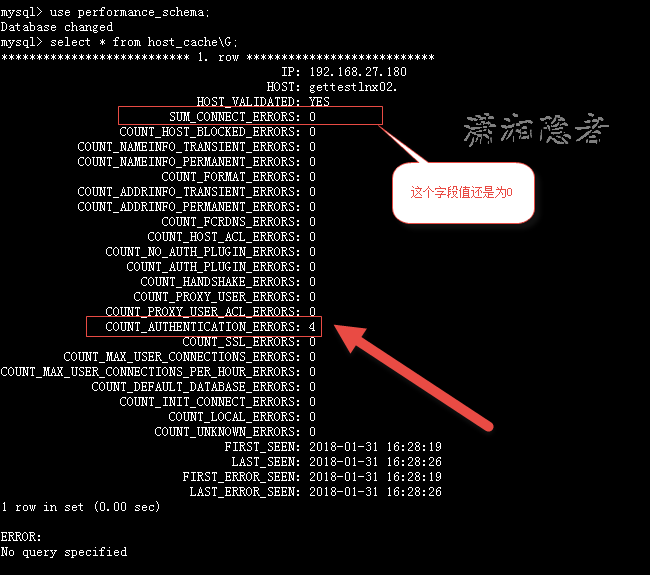 mysql> use performance_schema;
Database changed
mysql> select * from host_cache\G;
*************************** 1. row ***************************
IP: 192.168.27.180
HOST: gettestlnx02.
HOST_VALIDATED: YES
SUM_CONNECT_ERRORS: 0
COUNT_HOST_BLOCKED_ERRORS: 0
COUNT_NAMEINFO_TRANSIENT_ERRORS: 0
COUNT_NAMEINFO_PERMANENT_ERRORS: 0
COUNT_FORMAT_ERRORS: 0
COUNT_ADDRINFO_TRANSIENT_ERRORS: 0
COUNT_ADDRINFO_PERMANENT_ERRORS: 0
COUNT_FCRDNS_ERRORS: 0
COUNT_HOST_ACL_ERRORS: 0
COUNT_NO_AUTH_PLUGIN_ERRORS: 0
COUNT_AUTH_PLUGIN_ERRORS: 0
COUNT_HANDSHAKE_ERRORS: 0
COUNT_PROXY_USER_ERRORS: 0
COUNT_PROXY_USER_ACL_ERRORS: 0
COUNT_AUTHENTICATION_ERRORS: 4
COUNT_SSL_ERRORS: 0
COUNT_MAX_USER_CONNECTIONS_ERRORS: 0
COUNT_MAX_USER_CONNECTIONS_PER_HOUR_ERRORS: 0
COUNT_DEFAULT_DATABASE_ERRORS: 0
COUNT_INIT_CONNECT_ERRORS: 0
COUNT_LOCAL_ERRORS: 0
COUNT_UNKNOWN_ERRORS: 0
FIRST_SEEN: 2018-01-31 16:28:19
LAST_SEEN: 2018-01-31 16:28:26
FIRST_ERROR_SEEN: 2018-01-31 16:28:19
LAST_ERROR_SEEN: 2018-01-31 16:28:26
1 row in set (0.00 sec)
ERROR:
No query specified
潇湘隐者
这个字段值还是为0